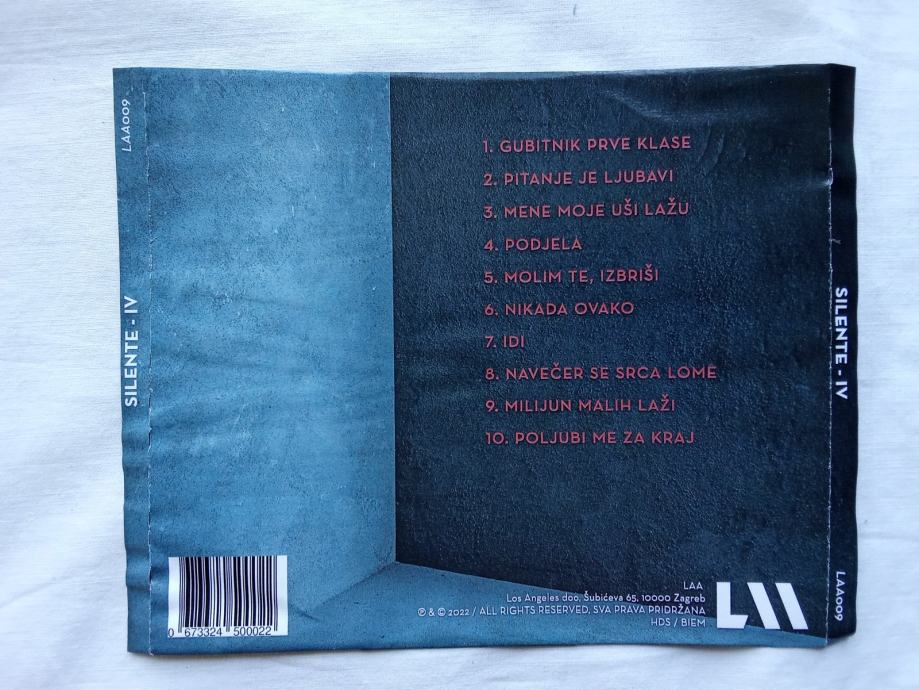 LAA009
SILENTE - IV
1. GUBITNIK PRVE KLASE
2. PITANJE JE LJUBAVI
3. MENE MOJE UŠI LAŽU
4. PODJELA
5. MOLIM TE, IZBRIŠI
6. NIKADA OVAKO
7. IDI
8. NAVEČER SE SRCA LOME
9. MILIJUN MALIH LAŽI
10. POLJUBI ME ZA KRAJ
0 673324 500022
LAA
Los Angeles doo, Šubićeva 65, 10000 Zagreb
℗ & © 2022 / ALL RIGHTS RESERVED, SVA PRAVA PRIDRŽANA
HDS / BIEM
LAA
SILENTE - IV
LAA009